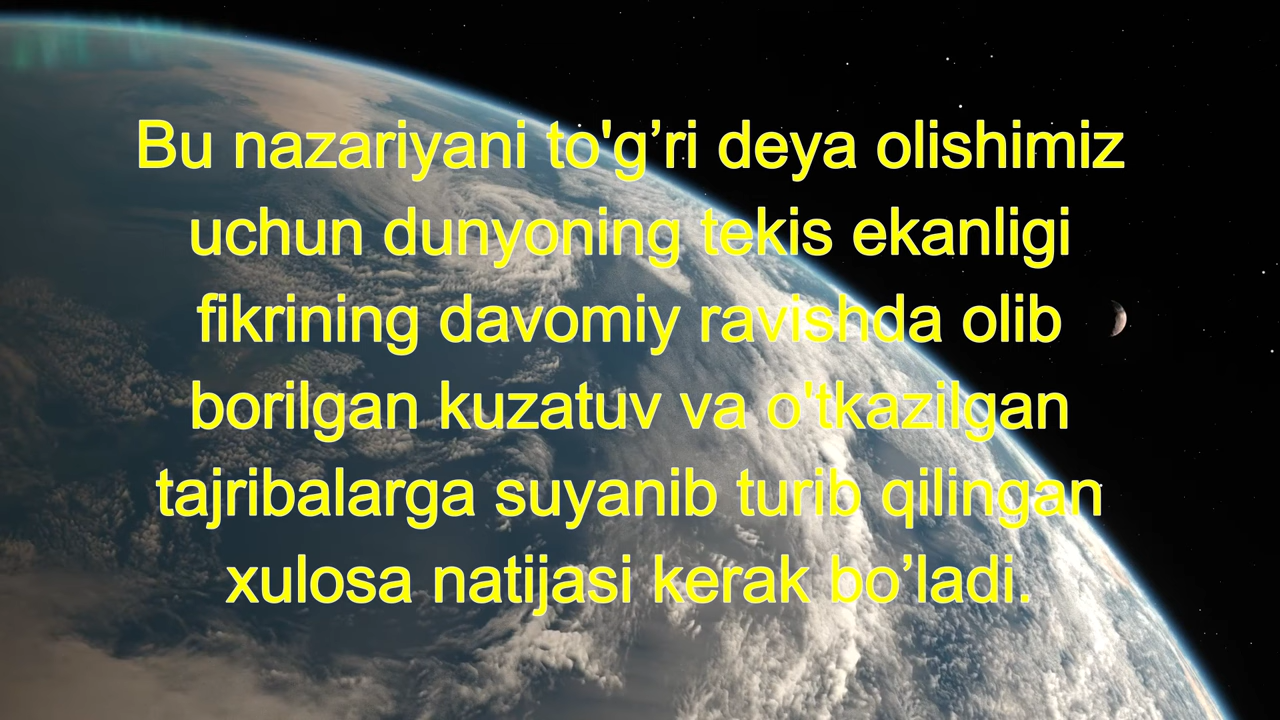 Bu nazariyani to'g’ri deya olishimiz
uchun dunyoning tekis ekanligi
fikrining davomiy ravishda olib
borilgan kuzatuv va o'tkazilgan
tajribalarga suyanib turib qilingan
xulosa natijasi kerak bo’ladi.